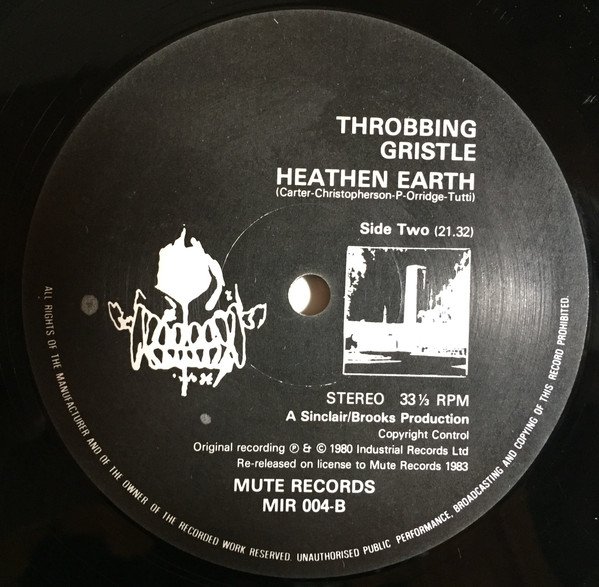 THROBBING
GRISTLE
HEATHEN EARTH
(Carter-Christopherson-P-Orridge-Tutti)
Side Two (21.32)
STEREO 33⅓ RPM
A Sinclair/Brooks Production
Copyright Control
Original recording ℗ & © 1980 Industrial Records Ltd
Re-released on license to Mute Records 1983
MUTE RECORDS
MIR 004-B
ALL RIGHTS OF THE MANUFACTURER AND OF THE OWNER OF THE RECORDED WORK RESERVED. UNAUTHORISED PUBLIC PERFORMANCE, BROADCASTING AND COPYING OF THIS RECORD PROHIBITED.